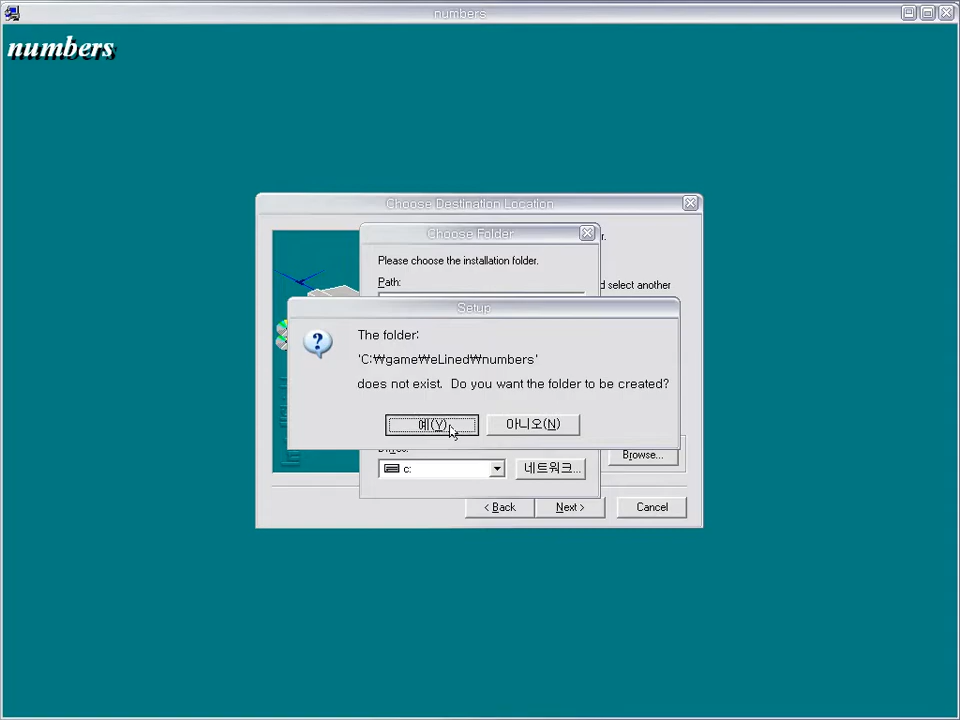 numbers
numbers
Choose Destination Location
r.
Choose Folder
Please choose the installation folder.
Path:
d select another
Setup
The folder:
'C:₩game₩eLined₩numbers'
does not exist. Do you want the folder to be created?
예(Y)
아니오(N)
Browse...
c:
네트워크...
< Back
Next >
Cancel